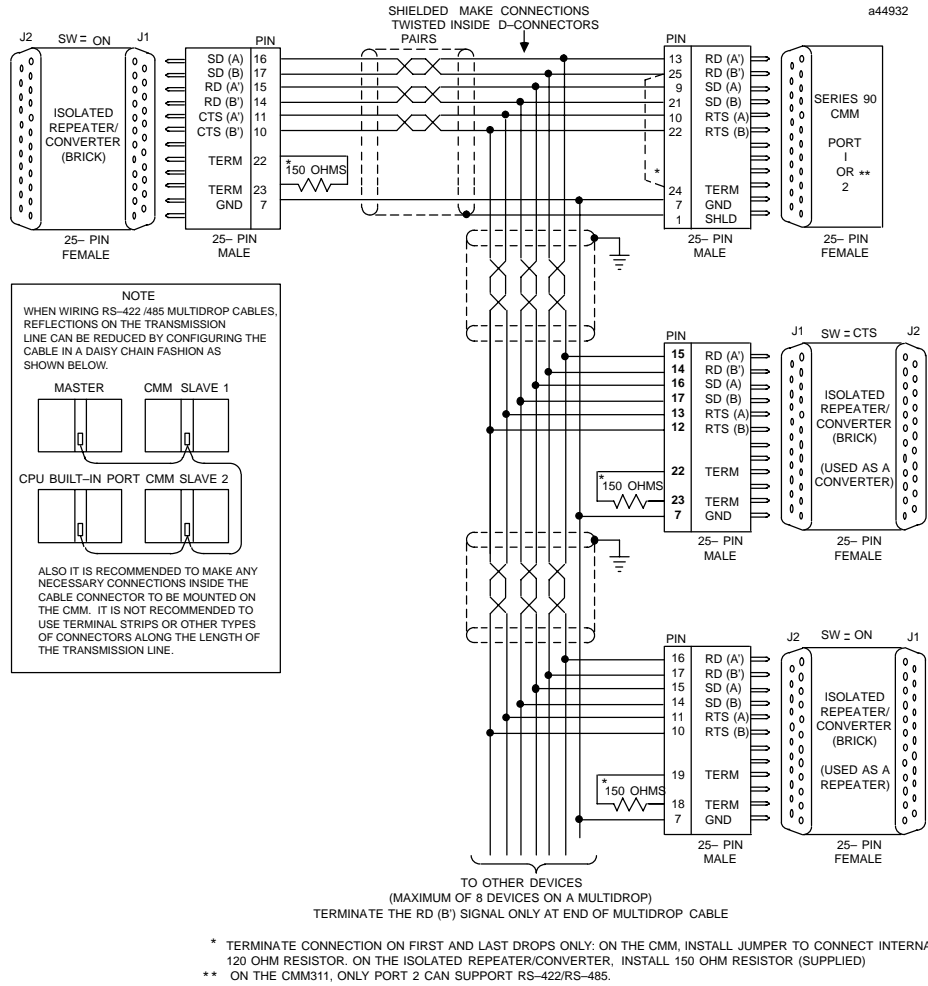 a44932
SHIELDED MAKE CONNECTIONS
TWISTED INSIDE D–CONNECTORS
PAIRS
J2 SW = ON J1
PIN
SD (A) 16
SD (B) 17
RD (A') 15
RD (B') 14
CTS (A') 11
CTS (B') 10
TERM 22
TERM 23
GND 7
* 150 OHMS
ISOLATED
REPEATER/
CONVERTER
(BRICK)
25– PIN
FEMALE
25– PIN
MALE
PIN
13 RD (A')
25 RD (B')
9 SD (A)
21 SD (B)
10 RTS (A)
22 RTS (B)
*
24 TERM
7 GND
1 SHLD
SERIES 90
CMM
PORT
I
OR **
2
25– PIN
MALE
25– PIN
FEMALE
NOTE
WHEN WIRING RS–422 /485 MULTIDROP CABLES,
REFLECTIONS ON THE TRANSMISSION
LINE CAN BE REDUCED BY CONFIGURING THE
CABLE IN A DAISY CHAIN FASHION AS
SHOWN BELOW.
MASTER CMM SLAVE 1
CPU BUILT–IN PORT CMM SLAVE 2
ALSO IT IS RECOMMENDED TO MAKE ANY
NECESSARY CONNECTIONS INSIDE THE
CABLE CONNECTOR TO BE MOUNTED ON
THE CMM. IT IS NOT RECOMMENDED TO
USE TERMINAL STRIPS OR OTHER TYPES
OF CONNECTORS ALONG THE LENGTH OF
THE TRANSMISSION LINE.
PIN
15 RD (A')
14 RD (B')
16 SD (A)
17 SD (B)
13 RTS (A)
12 RTS (B)
22 TERM
23 TERM
7 GND
* 150 OHMS
J1 SW = CTS J2
ISOLATED
REPEATER/
CONVERTER
(BRICK)
(USED AS A
CONVERTER)
25– PIN
MALE
25– PIN
FEMALE
PIN
16 RD (A')
17 RD (B')
15 SD (A)
14 SD (B)
11 RTS (A)
10 RTS (B)
19 TERM
18 TERM
7 GND
* 150 OHMS
J2 SW = ON J1
ISOLATED
REPEATER/
CONVERTER
(BRICK)
(USED AS A
REPEATER)
25– PIN
MALE
25– PIN
FEMALE
TO OTHER DEVICES
(MAXIMUM OF 8 DEVICES ON A MULTIDROP)
TERMINATE THE RD (B') SIGNAL ONLY AT END OF MULTIDROP CABLE
* TERMINATE CONNECTION ON FIRST AND LAST DROPS ONLY: ON THE CMM, INSTALL JUMPER TO CONNECT INTERNA
120 OHM RESISTOR. ON THE ISOLATED REPEATER/CONVERTER, INSTALL 150 OHM RESISTOR (SUPPLIED)
** ON THE CMM311, ONLY PORT 2 CAN SUPPORT RS–422/RS–485.